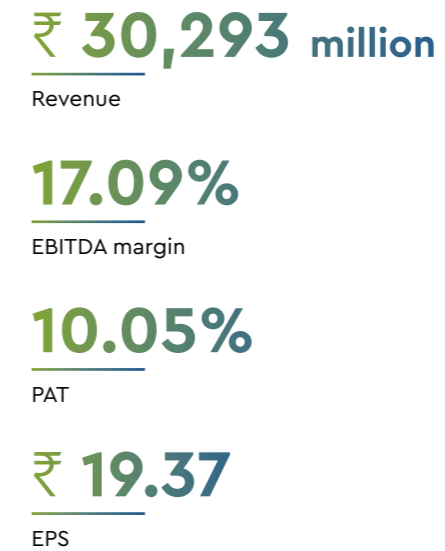 ₹ 30,293 million
Revenue
17.09%
EBITDA margin
10.05%
PAT
₹ 19.37
EPS